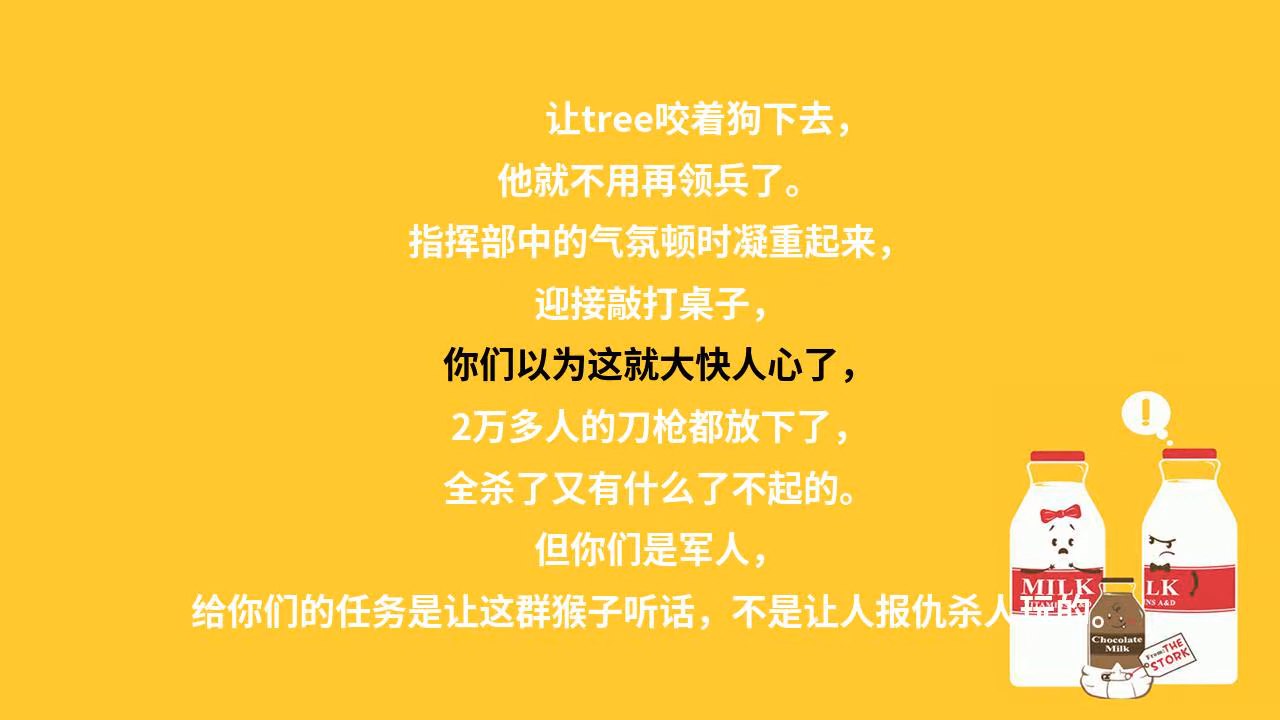 让tree咬着狗下去，
他就不用再领兵了。
指挥部中的气氛顿时凝重起来，
迎接敲打桌子，
你们以为这就大快人心了，
2万多人的刀枪都放下了，
全杀了又有什么了不起的。
但你们是军人，
给你们的任务是让这群猴子听话，不是让人报仇杀人玩的。
!
MILK
VITAMINS A&D
LK
NS A&D
Chocolate
Milk
From: THE
STORK